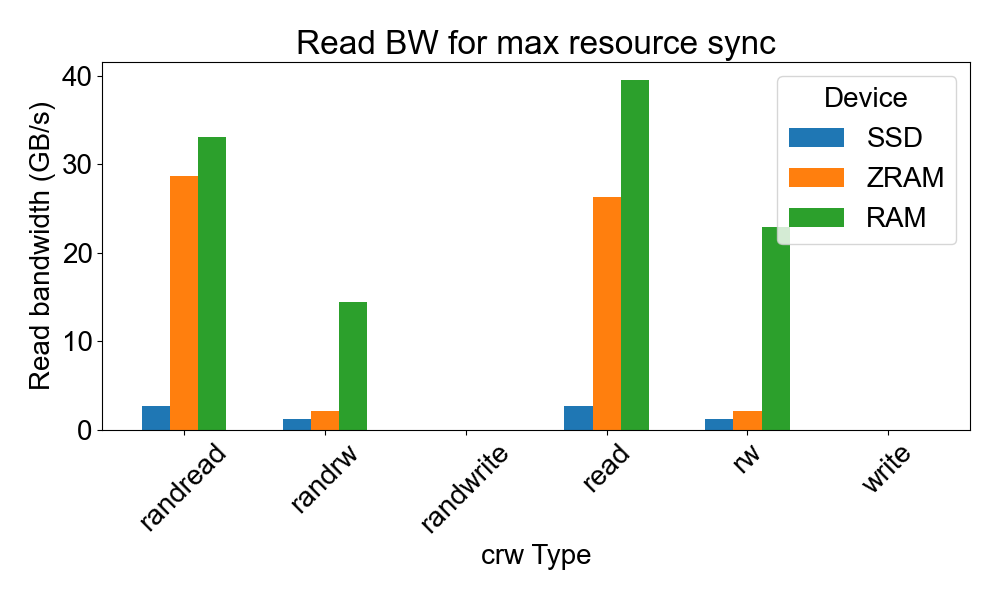 Read BW for max resource sync
Read bandwidth (GB/s)
40
30
20
10
0
Device
SSD
ZRAM
RAM
randread
randrw
randwrite
read
rw
write
crw Type